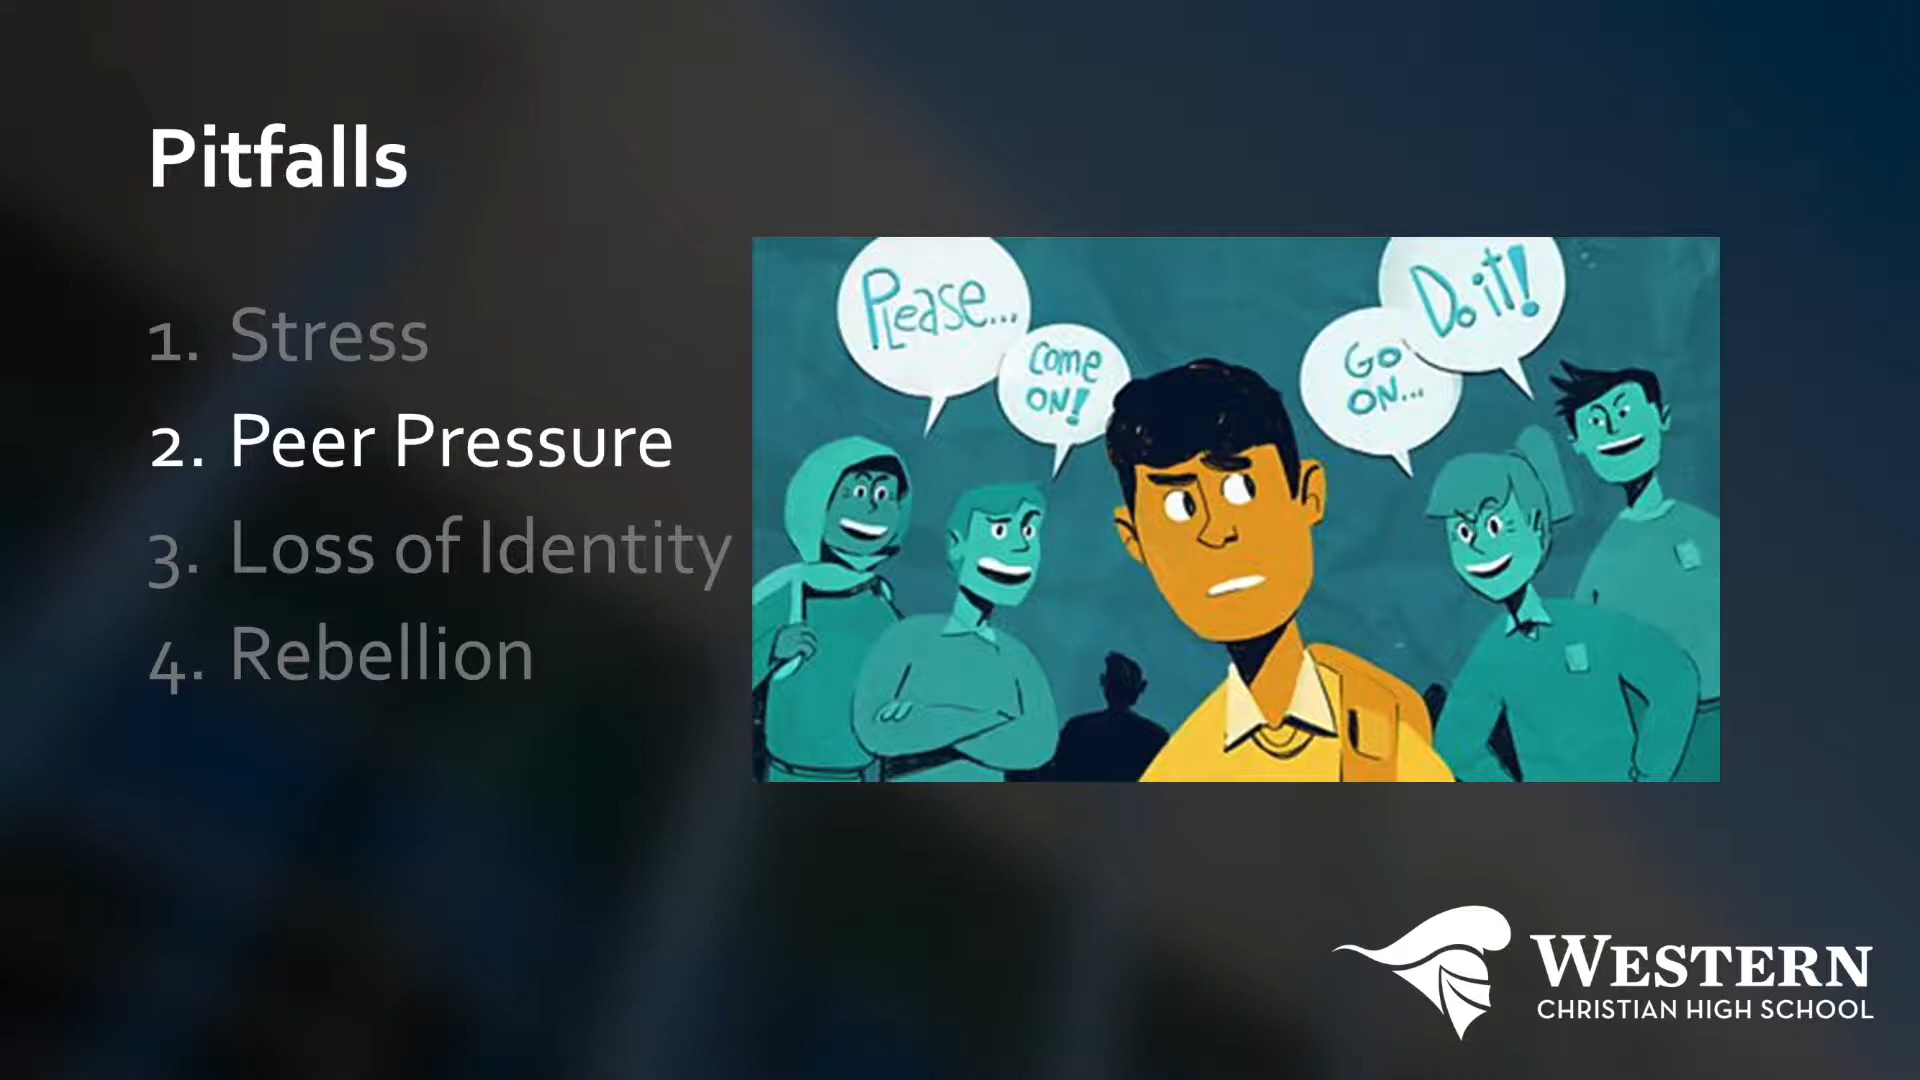 Pitfalls
1. Stress
2. Peer Pressure
3. Loss of Identity
4. Rebellion
Please...
Come
ON!
Go
ON...
Do it!
WESTERN
CHRISTIAN HIGH SCHOOL